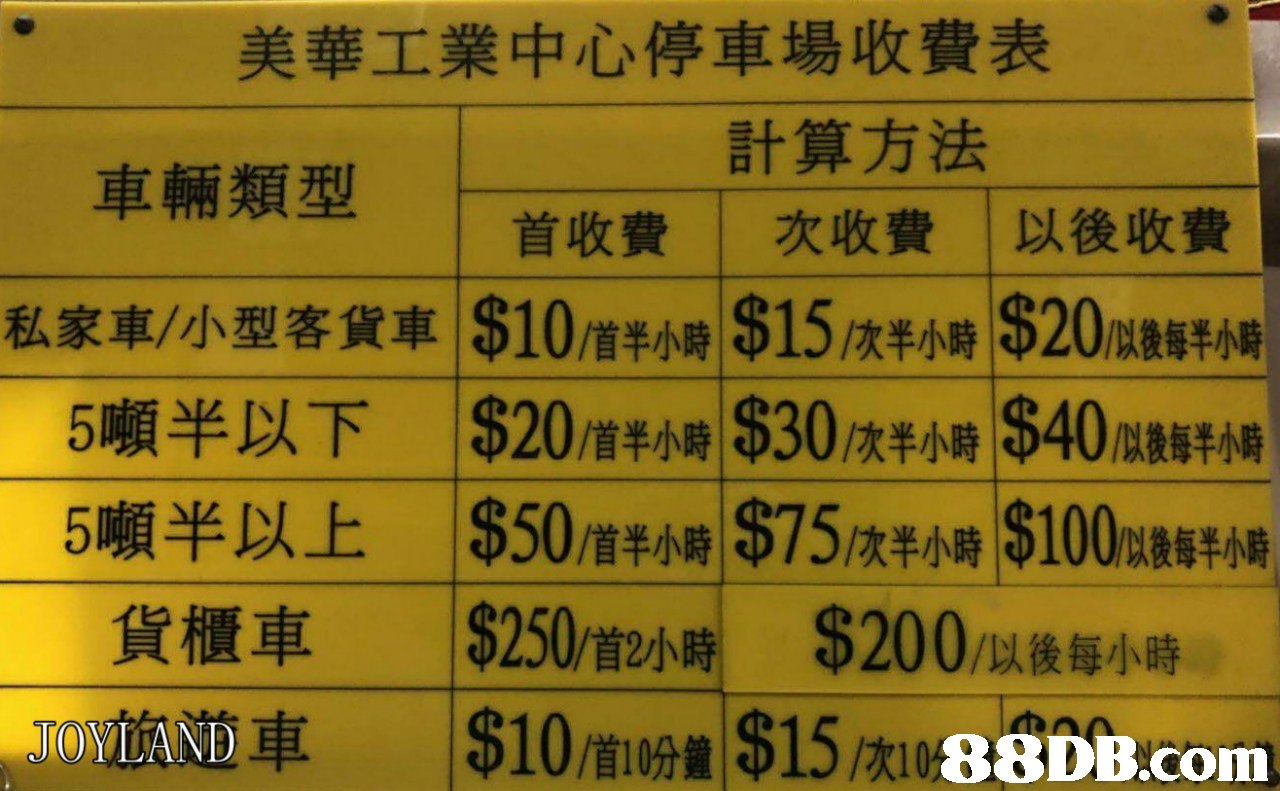 美華工業中心停車場收費表
車輛類型
計算方法
首收費 次收費 以後收費
私家車/小型客貨車 $10/首半小時 $15/次半小時 $20/以後每半小時
5噸半以下 $20/首半小時 $30/次半小時 $40/以後每半小時
5噸半以上 $50/首半小時 $75/次半小時 $100/以後每半小時
貨櫃車 $250/首2小時 $200/以後每小時
車 $10/首10分鐘 $15/次10
JOYLAND
88DB.com